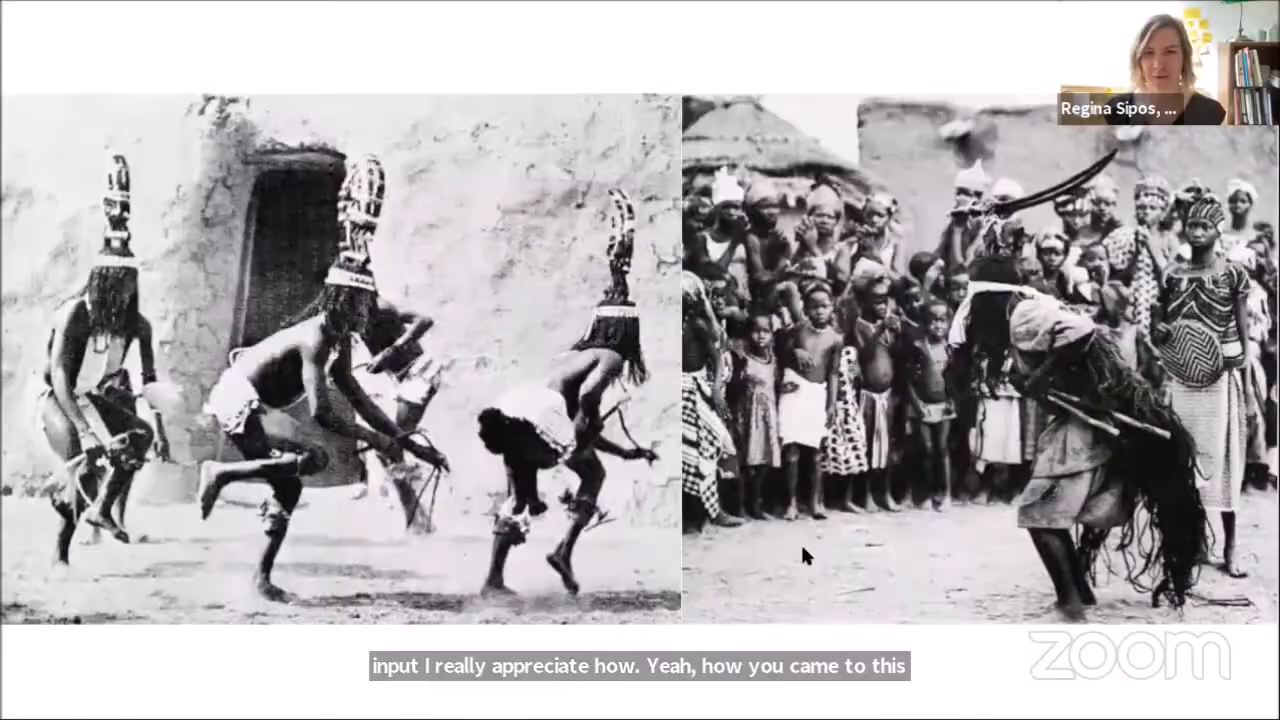 Regina Sipos, ...
input I really appreciate how. Yeah, how you came to this
zoom